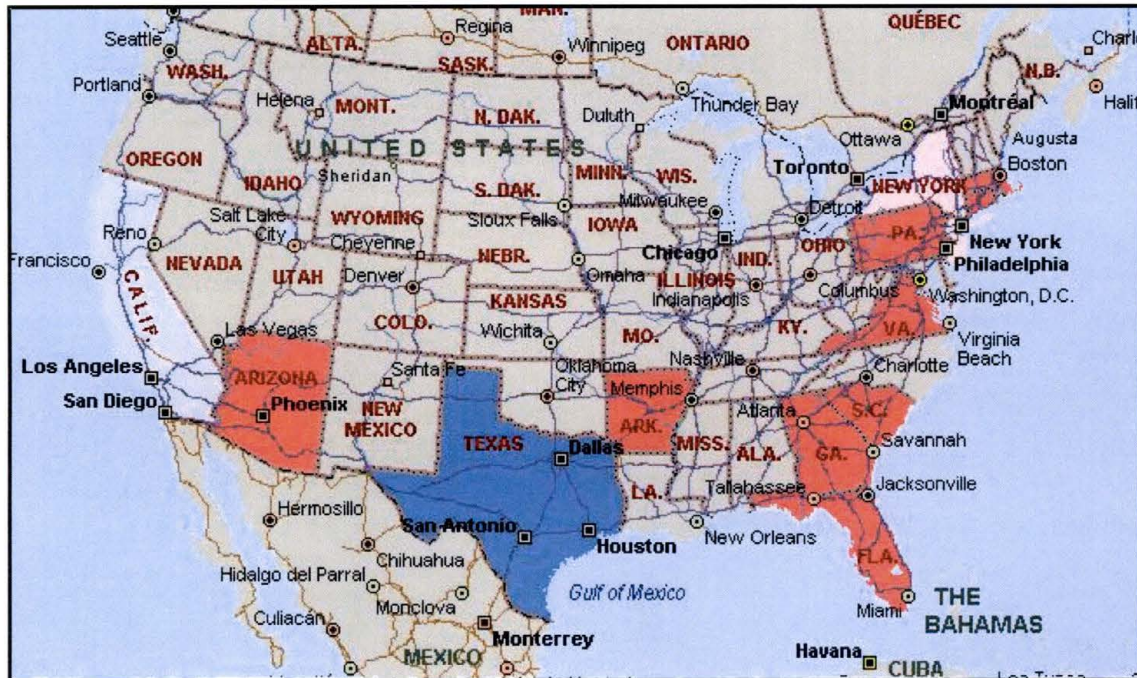 MAN.
QUÉBEC
Regina
Winnipeg
ONTARIO
Seattle
ALTA.
SASK.
N.B.
WASH.
Portland
Helena
MONT.
N. DAK.
Duluth
Thunder Bay
Montréal
Ottawa
Augusta
UNITED STATES
OREGON
IDAHO
Sheridan
S. DAK.
MINN.
WIS.
Toronto
Boston
NEW YORK
Salt Lake
City
WYOMING
Sioux Falls
Milwaukee
Detroit
IOWA
Reno
Cheyenne
NEBR.
Chicago
OHIO
PA.
New York
Francisco
NEVADA
UTAH
Denver
Omaha
ILLINOIS
IND.
Philadelphia
CALIF.
KANSAS
Indianapolis
Columbus
Washington, D.C.
COLO.
Las Vegas
Wichita
MO.
KY.
VA.
Virginia
Beach
Los Angeles
ARIZONA
Santa Fe
Oklahoma
City
Nashville
Memphis
Charlotte
San Diego
Phoenix
NEW
MEXICO
TEXAS
Dallas
ARK.
MISS.
ALA.
Atlanta
GA.
S.C.
Savannah
LA.
Tallahassee
Jacksonville
Hermosillo
San Antonio
Houston
New Orleans
Chihuahua
FLA.
Hidalgo del Parral
Gulf of Mexico
Monclova
Miami
THE
BAHAMAS
Culiacán
Monterrey
MEXICO
Havana
CUBA